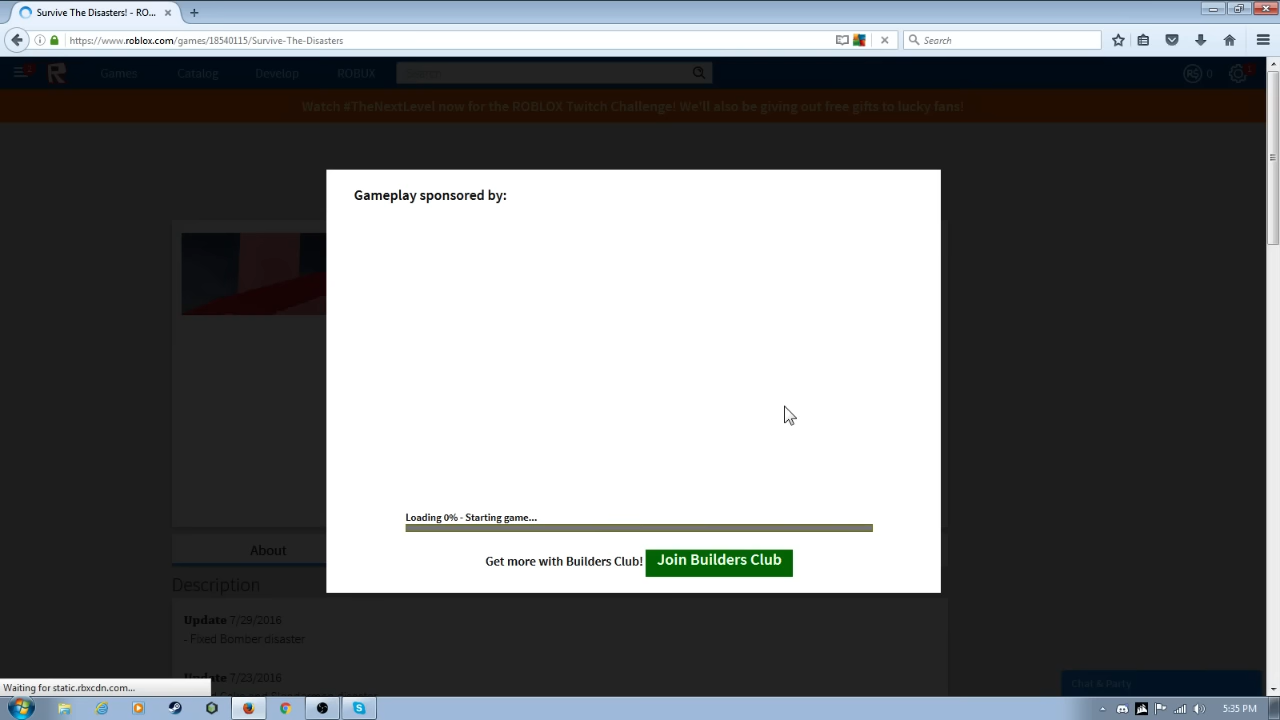 Survive The Disasters! - RO...
https://www.roblox.com/games/18540115/Survive-The-Disasters
Search
Games
Catalog
Develop
ROBUX
Search
R$ 0
Watch #TheNextLevel now for the ROBLOX Twitch Challenge! We'll also be giving out free gifts to lucky fans!
Gameplay sponsored by:
Loading 0% - Starting game...
Get more with Builders Club!
Join Builders Club
About
Description
Update 7/29/2016
- Fixed Bomber disaster
Update 7/23/2016
Waiting for static.rbxcdn.com...
Chat & Party
5:35 PM